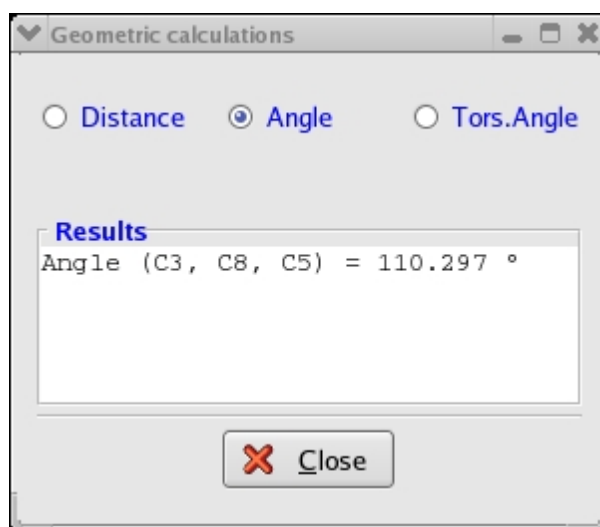 Geometric calculations
Distance Angle Tors.Angle
Results
Angle (C3, C8, C5) = 110.297 °
Close